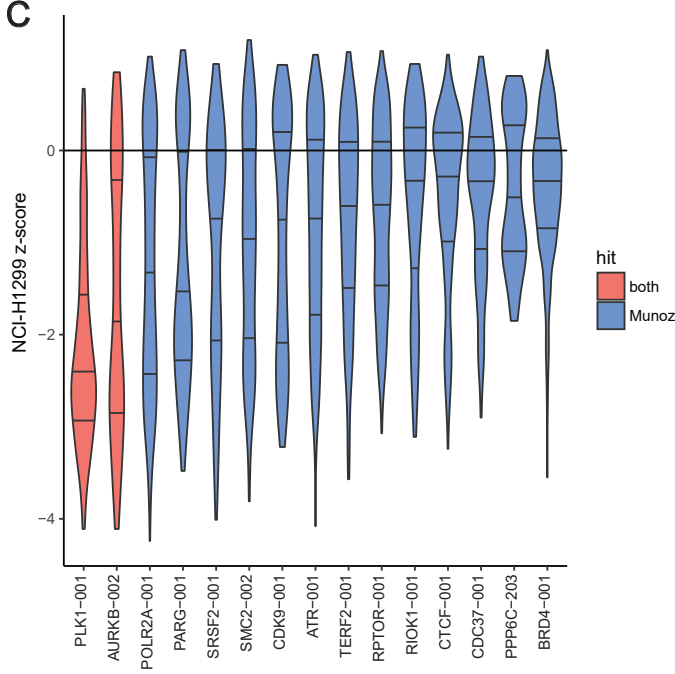 C
NCI-H1299 z-score
0
−2
−4
PLK1−001
AURKB−002
POLR2A−001
PARG−001
SRSF2−001
SMC2−002
CDK9−001
ATR−001
TERF2−001
RPTOR−001
RIOK1−001
CTCF−001
CDC37−001
PPP6C−203
BRD4−001
hit
both
Munoz